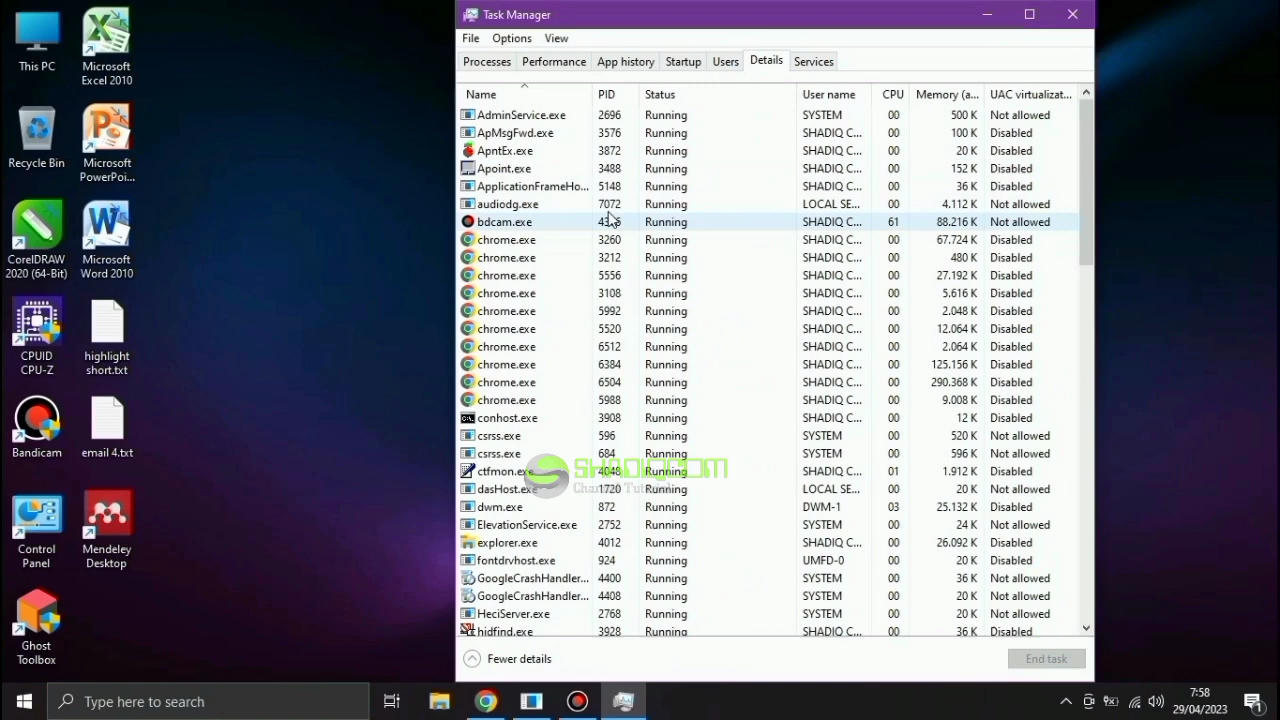 This PC
Microsoft
Excel 2010
Recycle Bin
Microsoft
PowerPoi...
CorelDRAW
2020 (64-Bit)
Microsoft
Word 2010
CPUID
CPU-Z
highlight
short.txt
Bandicam
email 4.txt
Control
Panel
Mendeley
Desktop
Ghost
Toolbox
Task Manager
File Options View
Processes Performance App history Startup Users Details Services
Name PID Status User name CPU Memory (a... UAC virtualizat...
AdminService.exe 2696 Running SYSTEM 00 500 K Not allowed
ApMsgFwd.exe 3576 Running SHADIQ C... 00 100 K Disabled
ApntEx.exe 3872 Running SHADIQ C... 00 20 K Disabled
Apoint.exe 3488 Running SHADIQ C... 00 152 K Disabled
ApplicationFrameHo... 5148 Running SHADIQ C... 00 36 K Disabled
audiodg.exe 7072 Running LOCAL SE... 00 4.112 K Not allowed
bdcam.exe Running SHADIQ C... 61 88.216 K Not allowed
chrome.exe 3260 Running SHADIQ C... 00 67.724 K Disabled
chrome.exe 3212 Running SHADIQ C... 00 480 K Disabled
chrome.exe 5556 Running SHADIQ C... 00 27.192 K Disabled
chrome.exe 3108 Running SHADIQ C... 00 5.616 K Disabled
chrome.exe 5992 Running SHADIQ C... 00 2.048 K Disabled
chrome.exe 5520 Running SHADIQ C... 00 12.064 K Disabled
chrome.exe 6512 Running SHADIQ C... 00 2.064 K Disabled
chrome.exe 6384 Running SHADIQ C... 00 125.156 K Disabled
chrome.exe 6504 Running SHADIQ C... 00 290.368 K Disabled
chrome.exe 5988 Running SHADIQ C... 00 9.008 K Disabled
conhost.exe 3908 Running SHADIQ C... 00 12 K Disabled
csrss.exe 596 Running SYSTEM 00 520 K Not allowed
csrss.exe 684 Running SYSTEM 00 596 K Not allowed
SHADIQCOM
Channel Tutorial
ctfmon.exe 4048 Running SHADIQ C... 01 1.912 K Disabled
dasHost.exe 1720 Running LOCAL SE... 00 20 K Not allowed
dwm.exe 872 Running DWM-1 03 25.132 K Disabled
ElevationService.exe 2752 Running SYSTEM 00 24 K Not allowed
explorer.exe 4012 Running SHADIQ C... 00 26.092 K Disabled
fontdrvhost.exe 924 Running UMFD-0 00 20 K Disabled
GoogleCrashHandler... 4400 Running SYSTEM 00 36 K Not allowed
GoogleCrashHandler... 4408 Running SYSTEM 00 20 K Not allowed
HeciServer.exe 2768 Running SYSTEM 00 20 K Not allowed
hidfind.exe 3928 Running SHADIQ C... 00 36 K Disabled
Fewer details
End task
Type here to search
7:58
29/04/2023
1